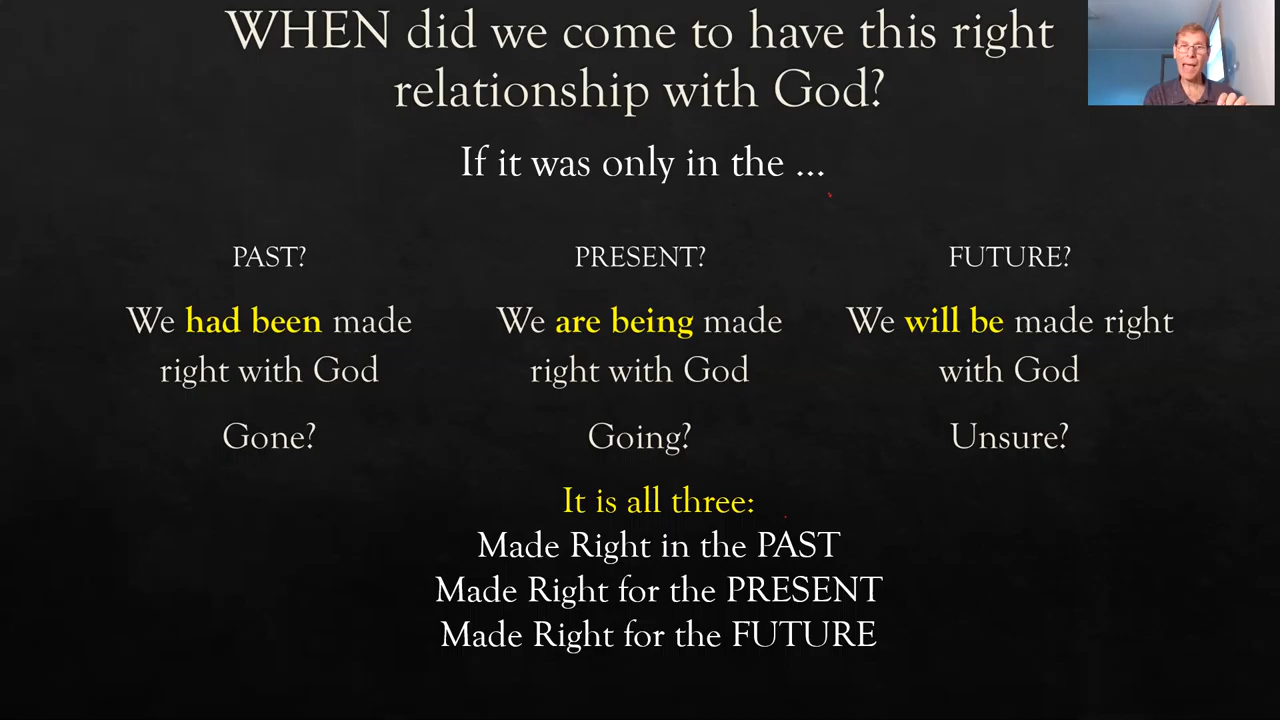 WHEN did we come to have this right
relationship with God?
If it was only in the ...
PAST?
We had been made
right with God
Gone?
PRESENT?
We are being made
right with God
Going?
FUTURE?
We will be made right
with God
Unsure?
It is all three:
Made Right in the PAST
Made Right for the PRESENT
Made Right for the FUTURE